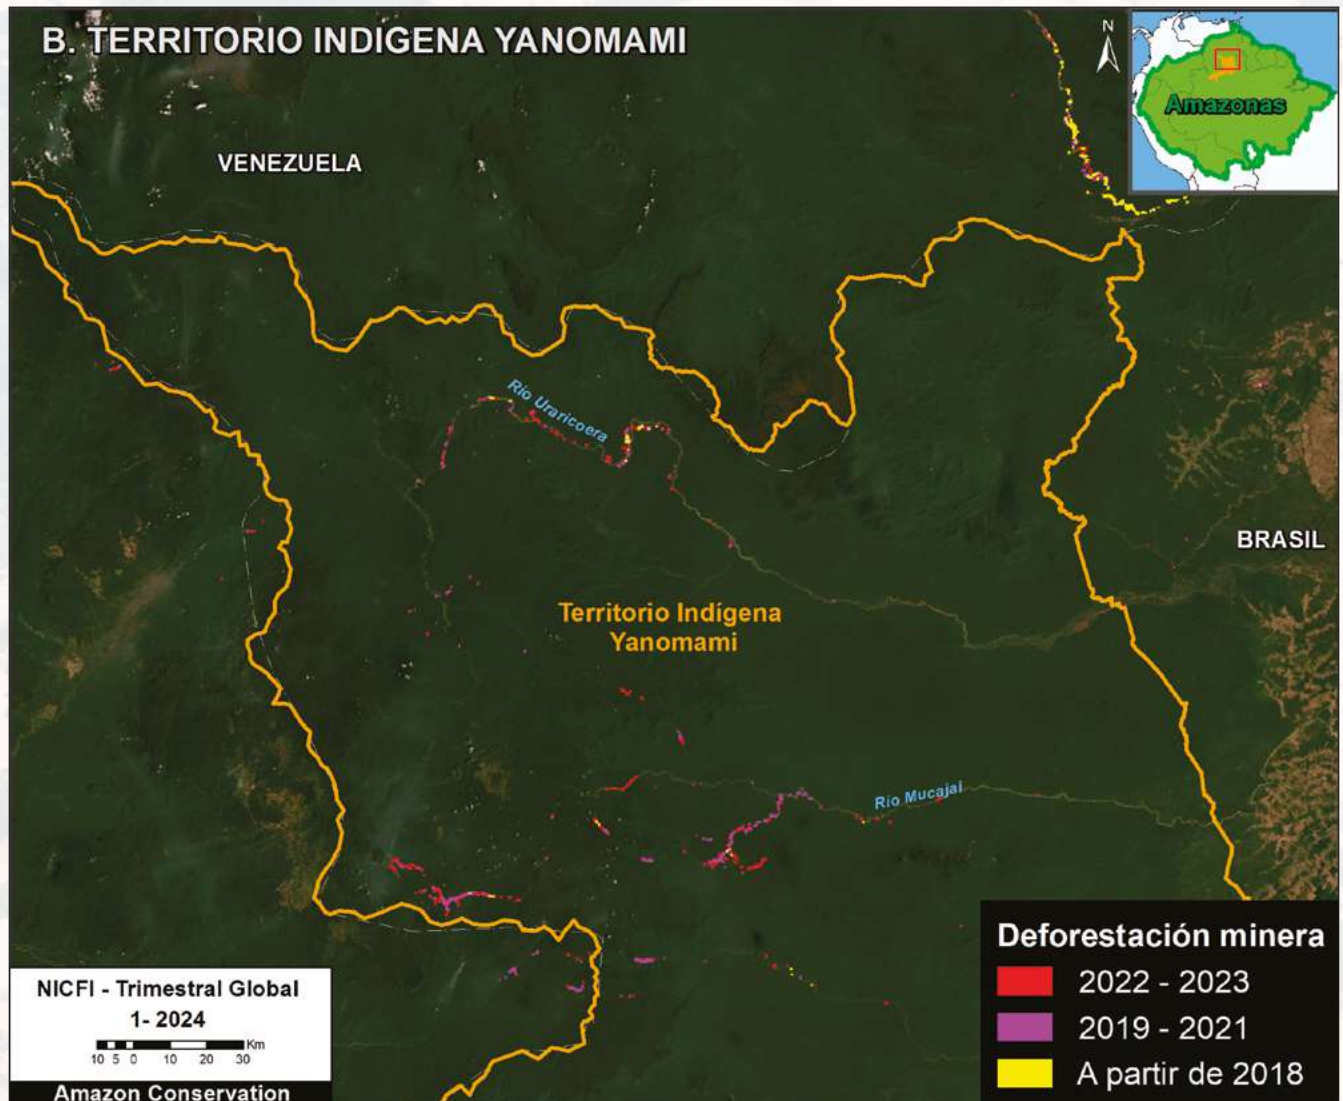 B. TERRITORIO INDIGENA YANOMAMI
N
Amazonas
VENEZUELA
Río Uraricoera
BRASIL
Territorio Indígena
Yanomami
Río Mucajaí
Deforestación minera
2022 - 2023
2019 - 2021
A partir de 2018
NICFI - Trimestral Global
1- 2024
Km
10 5 0 10 20 30
Amazon Conservation